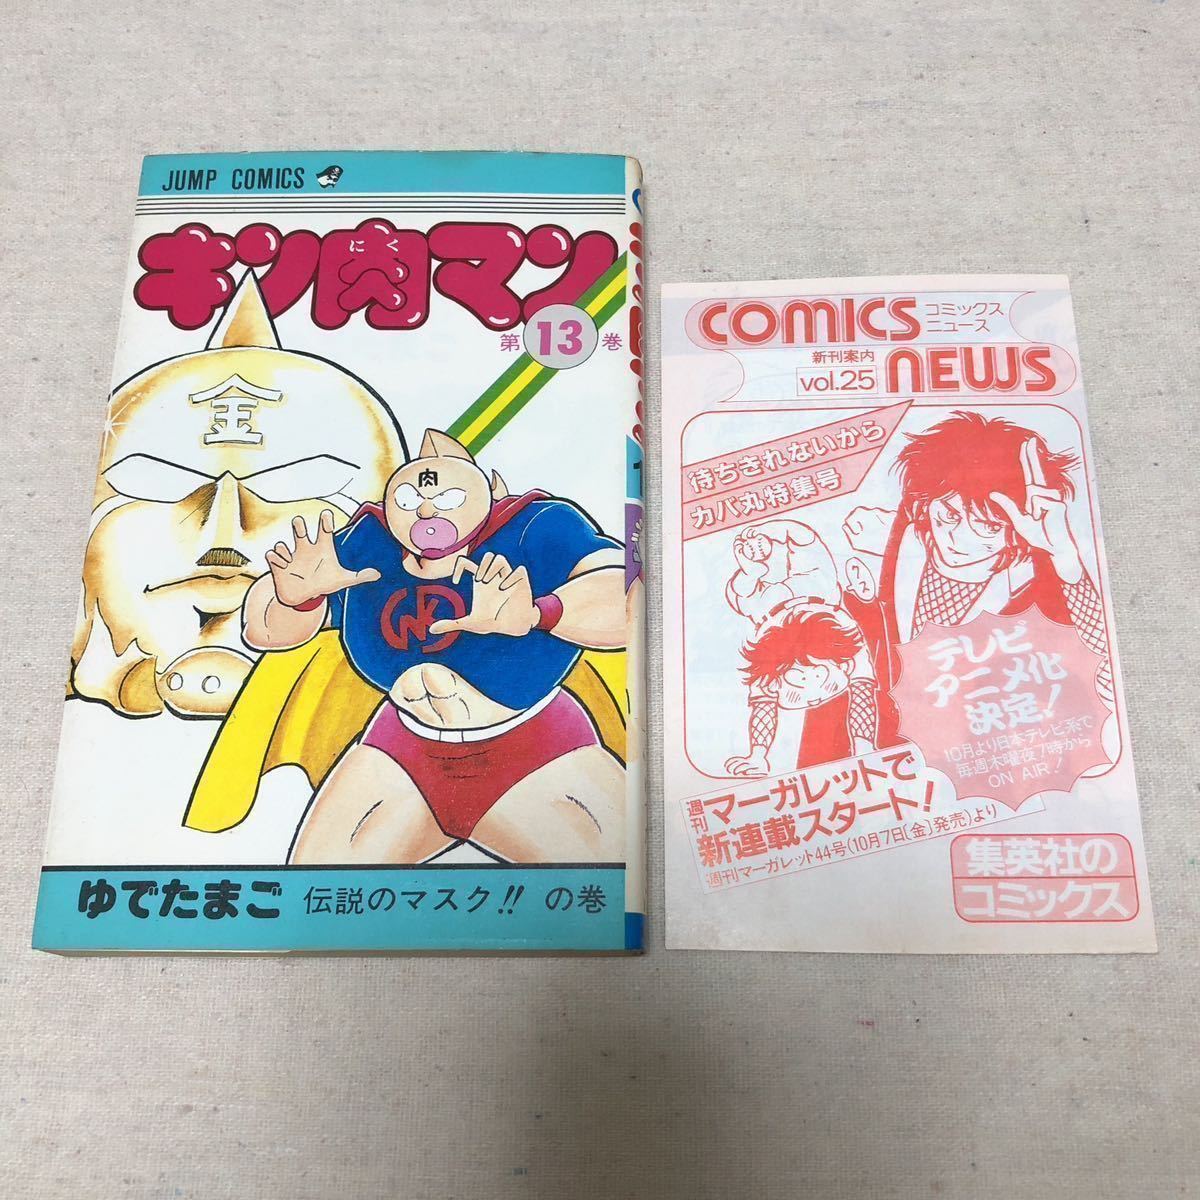 JUMP COMICS
キン肉マン
にく
第13巻
金
肉
ゆでたまご 伝説のマスク!! の巻
COMICS コミックスニュース
新刊案内
vol.25 NEWS
待ちきれないから
カバ丸特集号
テレビ
アニメ化
決定!
10月より日本テレビ系で
毎週木曜夜7時から
ON AIR!
週刊マーガレットで
新連載スタート!
週刊マーガレット44号(10月7日(金)発売)より
集英社の
コミックス